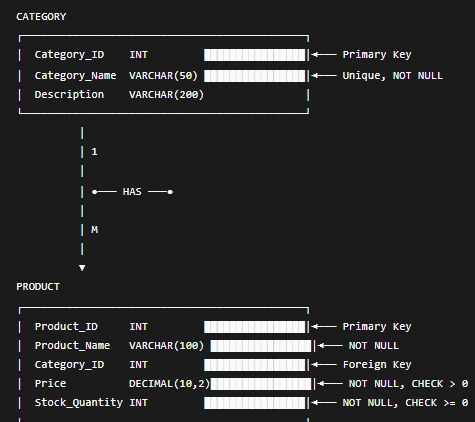 CATEGORY
Category_ID INT Primary Key
Category_Name VARCHAR(50) Unique, NOT NULL
Description VARCHAR(200)
1
HAS
M
PRODUCT
Product_ID INT Primary Key
Product_Name VARCHAR(100) NOT NULL
Category_ID INT Foreign Key
Price DECIMAL(10,2) NOT NULL, CHECK > 0
Stock_Quantity INT NOT NULL, CHECK >= 0